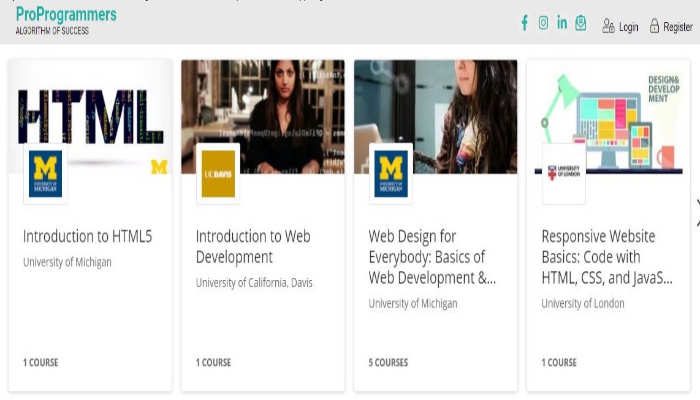 ProProgrammers
ALGORITHM OF SUCCESS
Login
Register
HTML
M
UNIVERSITY OF
MICHIGAN
M
Introduction to HTML5
University of Michigan
1 COURSE
UC DAVIS
Introduction to Web
Development
University of California, Davis
1 COURSE
M
UNIVERSITY OF
MICHIGAN
Web Design for
Everybody: Basics of
Web Development &...
University of Michigan
5 COURSES
DESIGN&
DEVELOP
MENT
UNIVERSITY
OF LONDON
Responsive Website
Basics: Code with
HTML, CSS, and JavaS...
University of London
1 COURSE